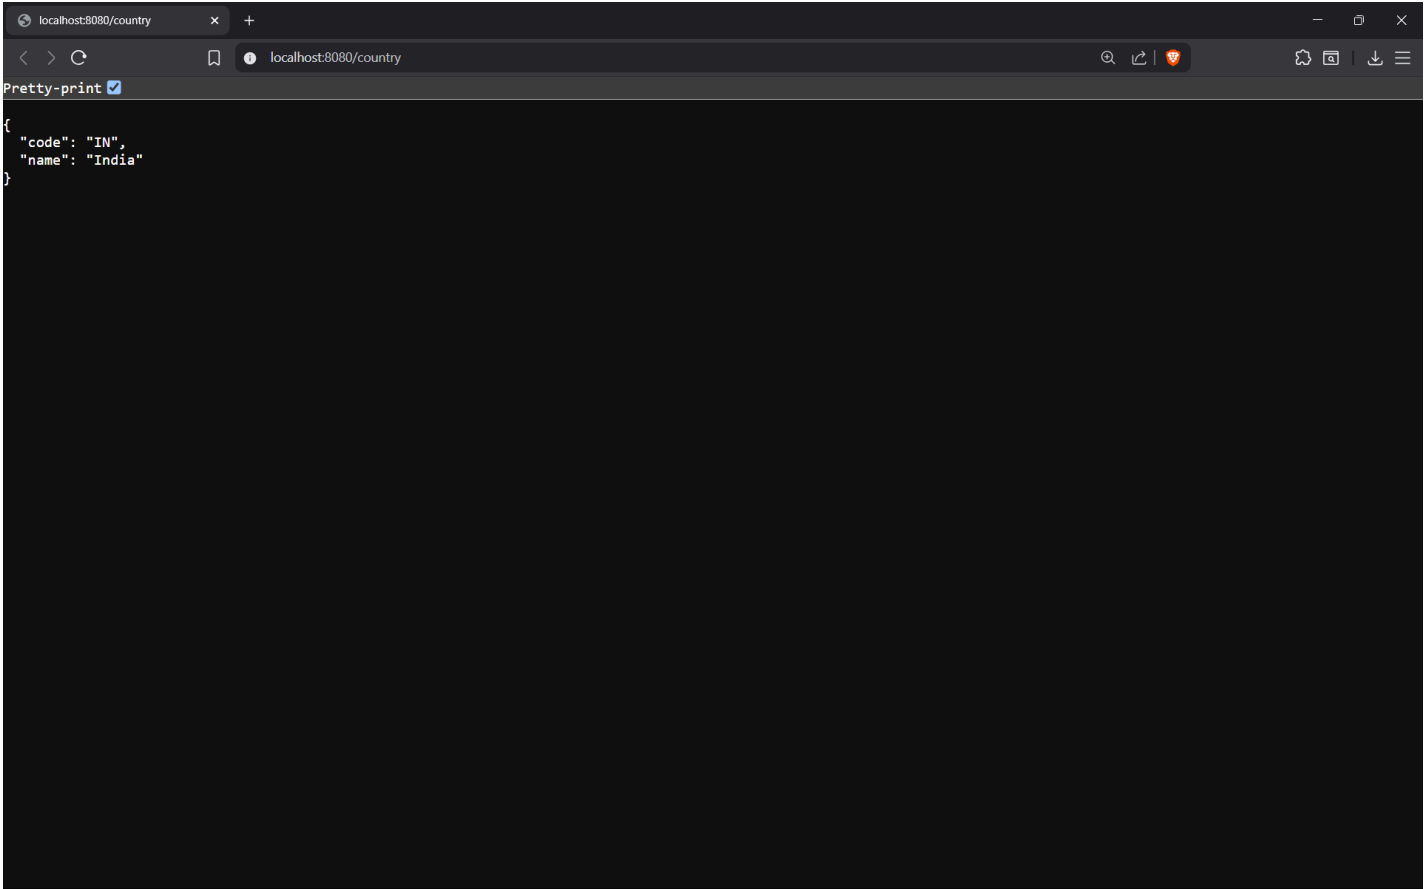 localhost:8080/country
localhost:8080/country
Pretty-print
{
  "code": "IN",
  "name": "India"
}